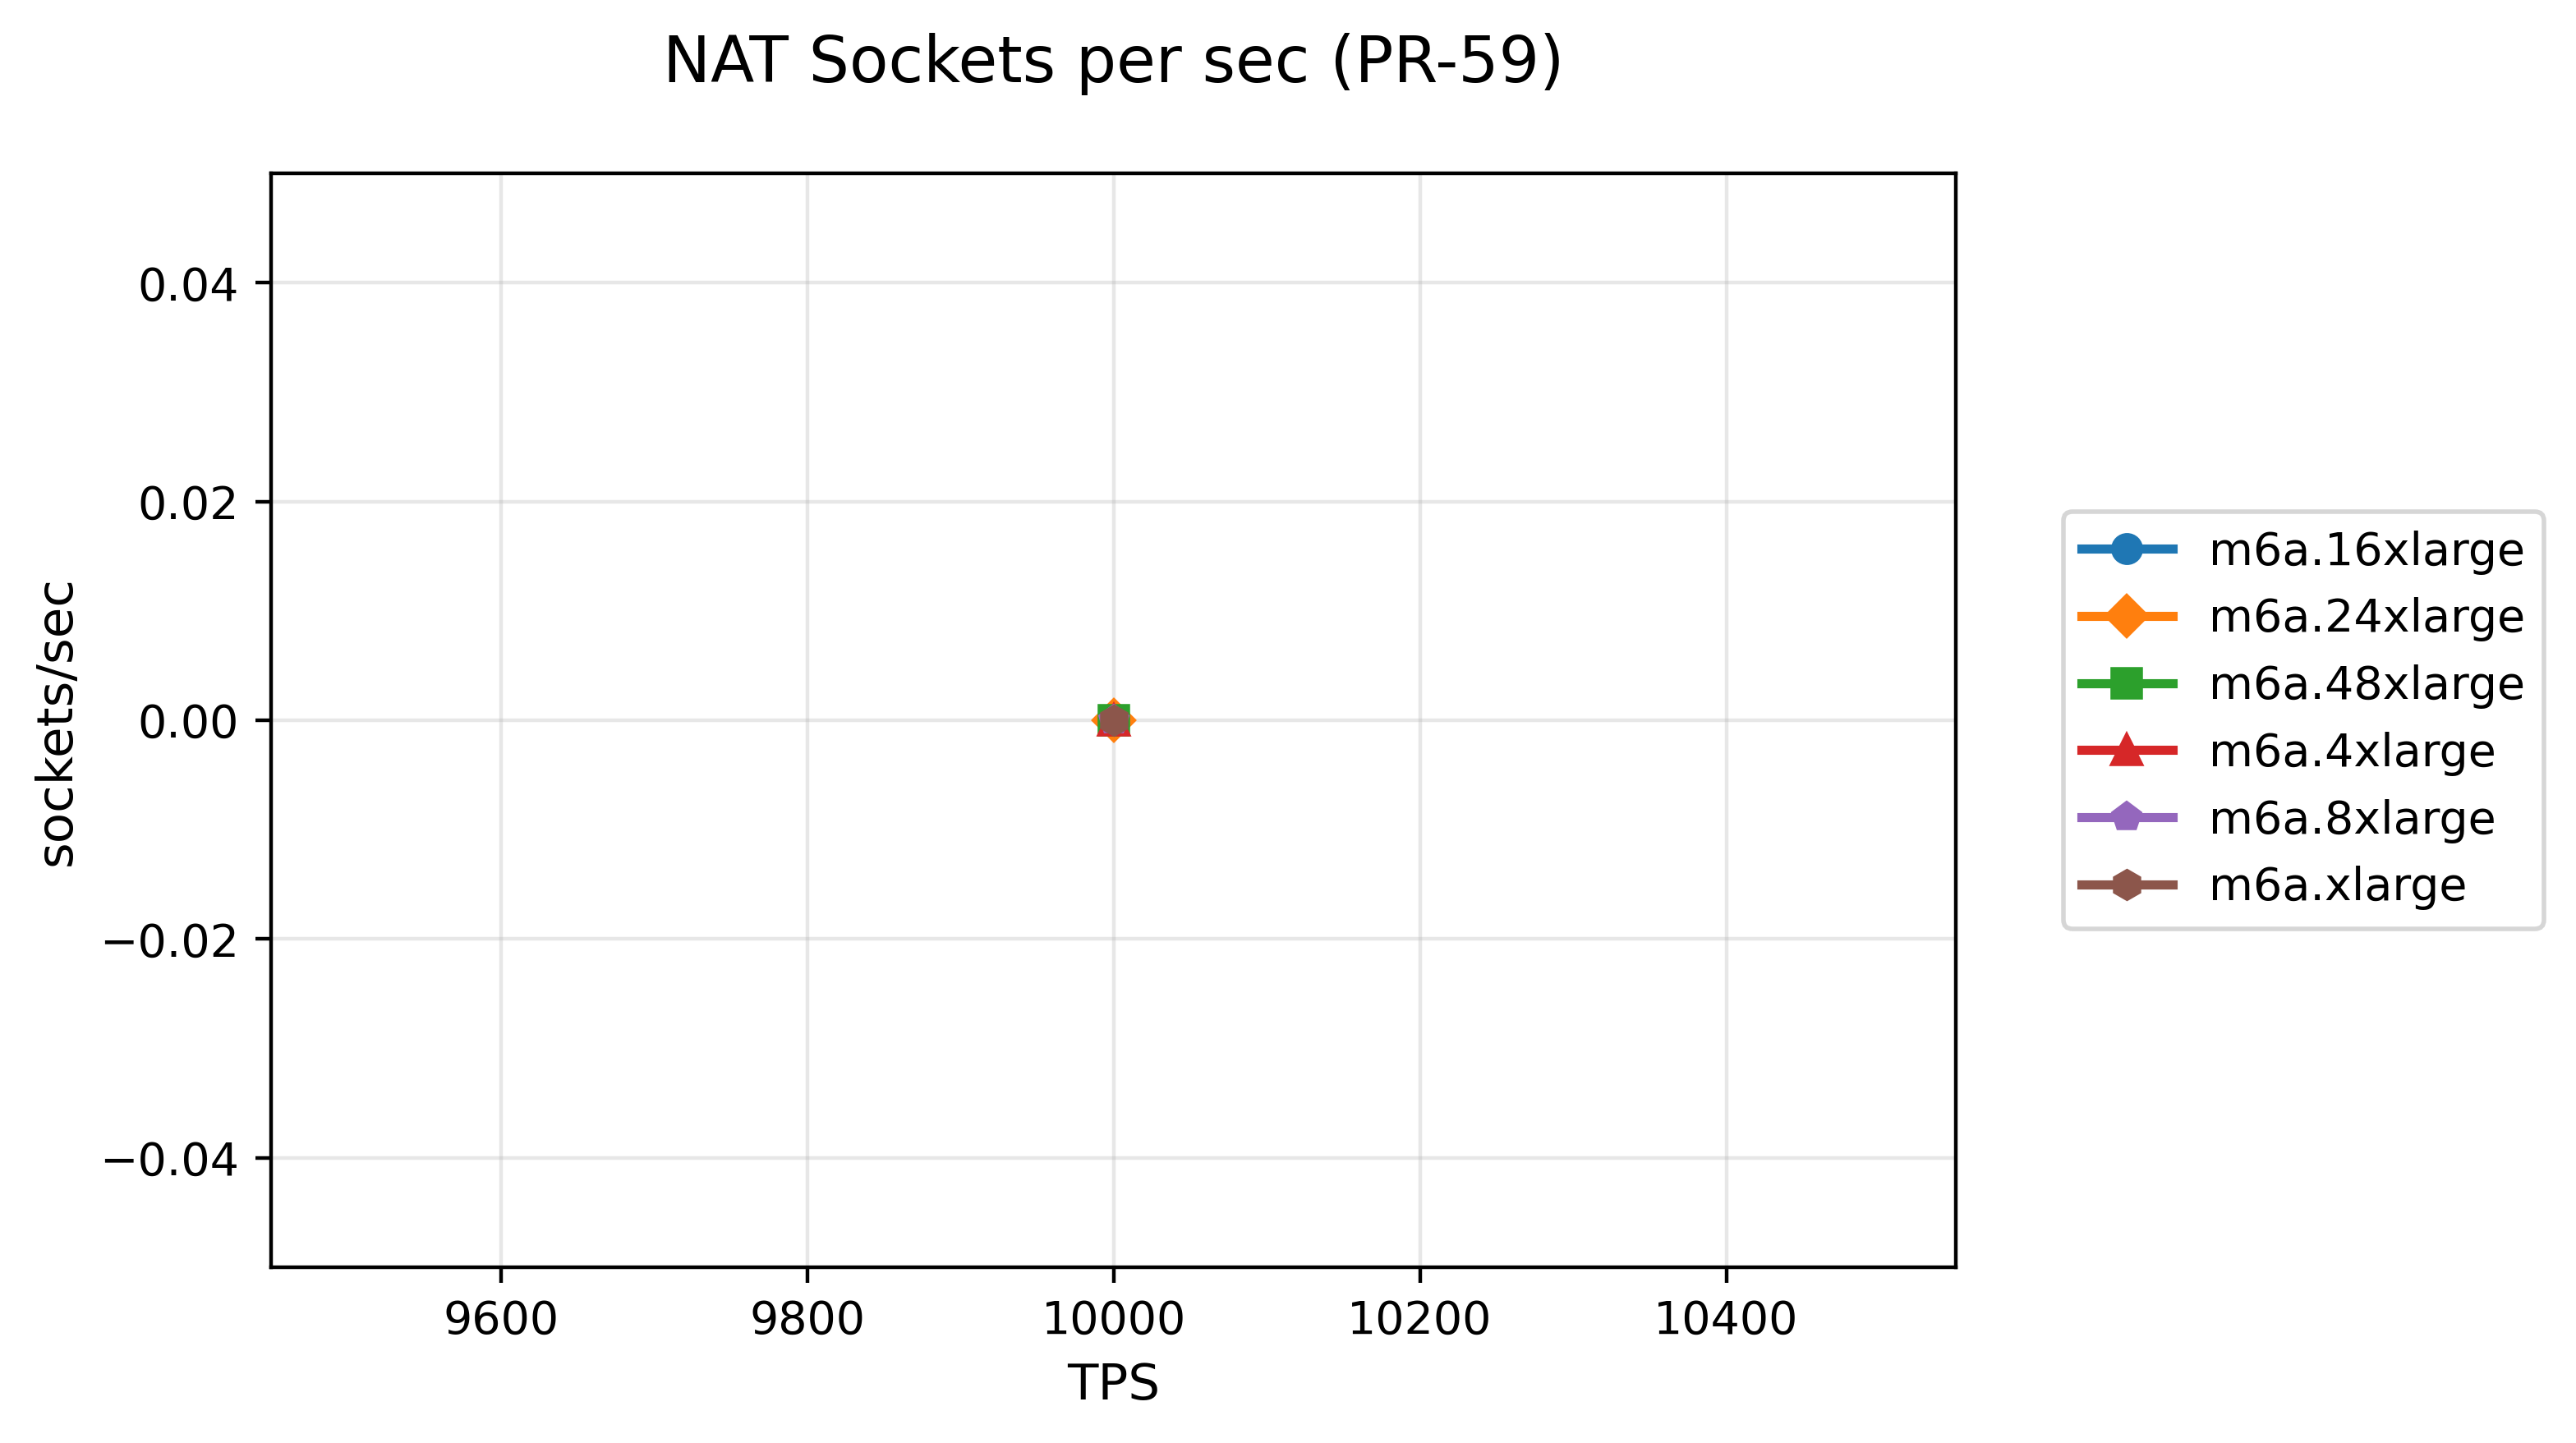 NAT Sockets per sec (PR-59)
0.04
0.02
0.00
−0.02
−0.04
sockets/sec
9600
9800
10000
10200
10400
TPS
m6a.16xlarge
m6a.24xlarge
m6a.48xlarge
m6a.4xlarge
m6a.8xlarge
m6a.xlarge